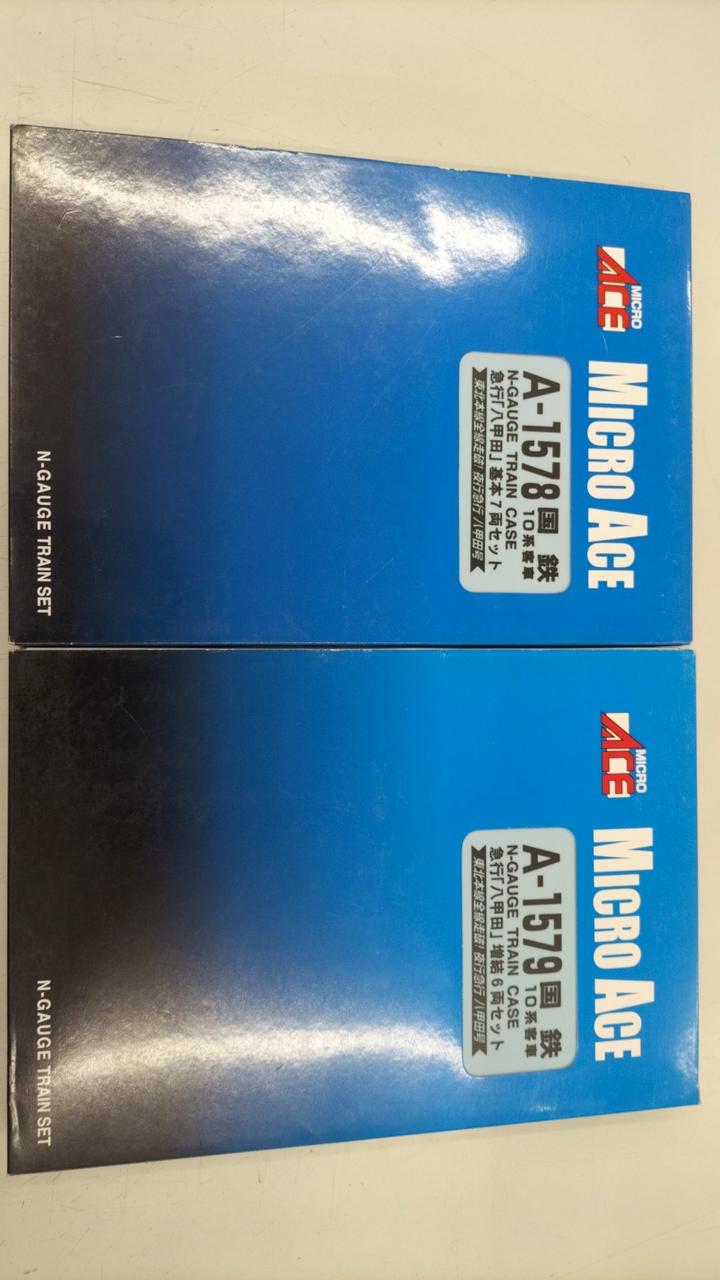 MICRO
ACE
MICRO ACE
A-1578 国鉄
10系客車
N-GAUGE TRAIN CASE
急行「八甲田」基本7両セット
東北本線全線走破!夜行急行 八甲田号
N-GAUGE TRAIN SET
MICRO
ACE
MICRO ACE
A-1579 国鉄
10系客車
N-GAUGE TRAIN CASE
急行「八甲田」増結6両セット
東北本線全線走破!夜行急行 八甲田号
N-GAUGE TRAIN SET